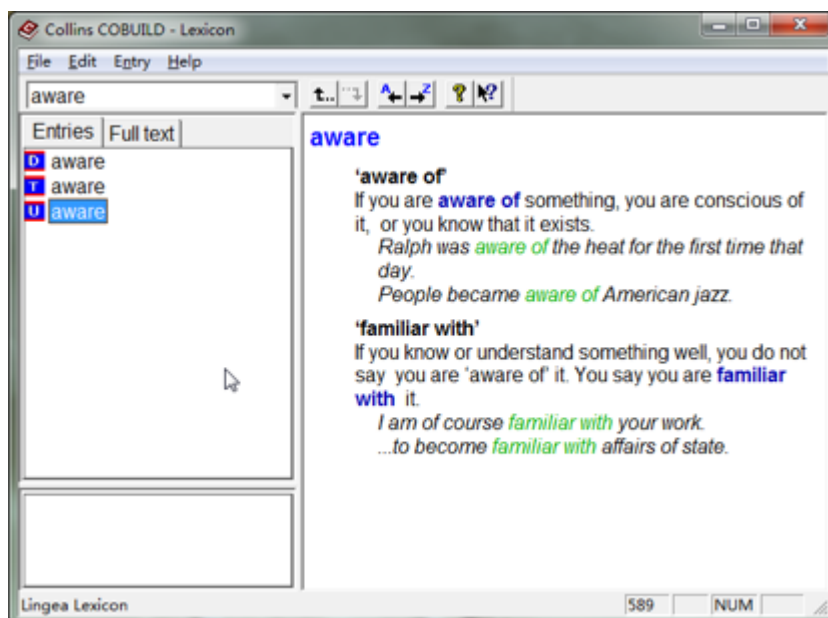 Collins COBUILD - Lexicon
File Edit Entry Help
aware
Entries Full text
D aware
T aware
U aware
aware
'aware of'
If you are aware of something, you are conscious of
it, or you know that it exists.
Ralph was aware of the heat for the first time that
day.
People became aware of American jazz.
'familiar with'
If you know or understand something well, you do not
say you are 'aware of' it. You say you are familiar
with it.
I am of course familiar with your work.
...to become familiar with affairs of state.
Lingea Lexicon
589 NUM